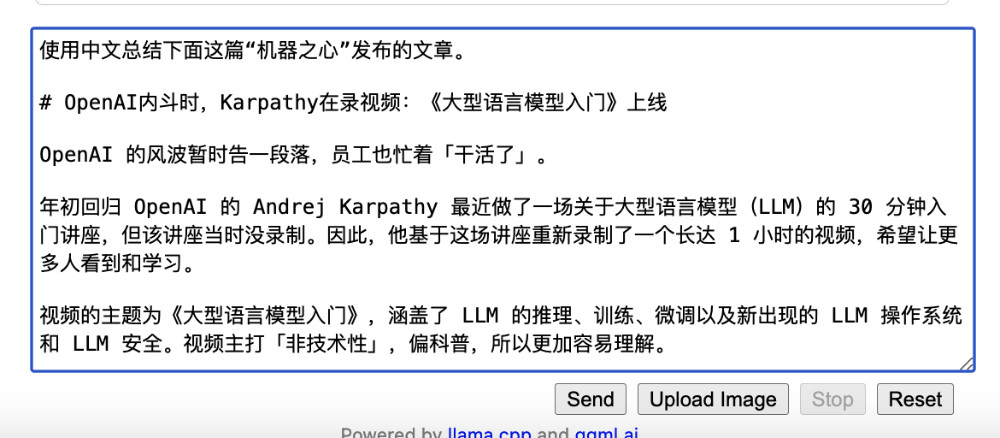 使用中文总结下面这篇“机器之心”发布的文章。
# OpenAI内斗时，Karpathy在录视频：《大型语言模型入门》上线
OpenAI 的风波暂时告一段落，员工也忙着「干活了」。
年初回归 OpenAI 的 Andrej Karpathy 最近做了一场关于大型语言模型（LLM）的 30 分钟入
门讲座，但该讲座当时没录制。因此，他基于这场讲座重新录制了一个长达 1 小时的视频，希望让更
多人看到和学习。
视频的主题为《大型语言模型入门》，涵盖了 LLM 的推理、训练、微调以及新出现的 LLM 操作系统
和 LLM 安全。视频主打「非技术性」，偏科普，所以更加容易理解。
Send Upload Image Stop Reset
Powered by llama.cpp and ggml.ai